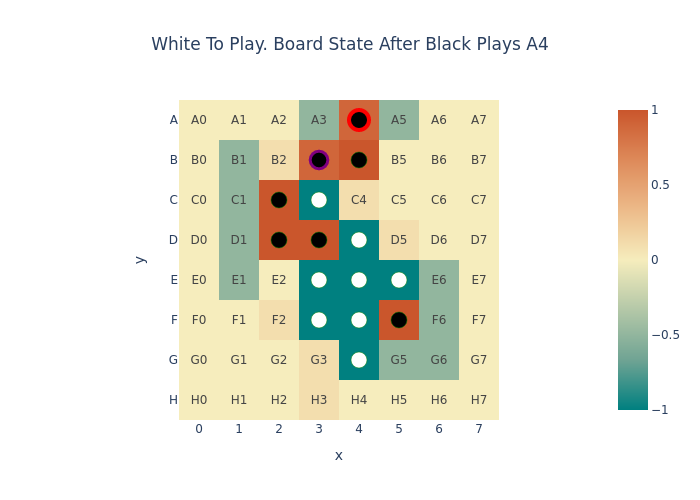 White To Play. Board State After Black Plays A4
A A0 A1 A2 A3 A5 A6 A7
B B0 B1 B2 B5 B6 B7
C C0 C1 C4 C5 C6 C7
D D0 D1 D5 D6 D7
E E0 E1 E2 E6 E7
F F0 F1 F2 F6 F7
G G0 G1 G2 G3 G5 G6 G7
H H0 H1 H2 H3 H4 H5 H6 H7
0 1 2 3 4 5 6 7
x
y
1
0.5
0
−0.5
−1